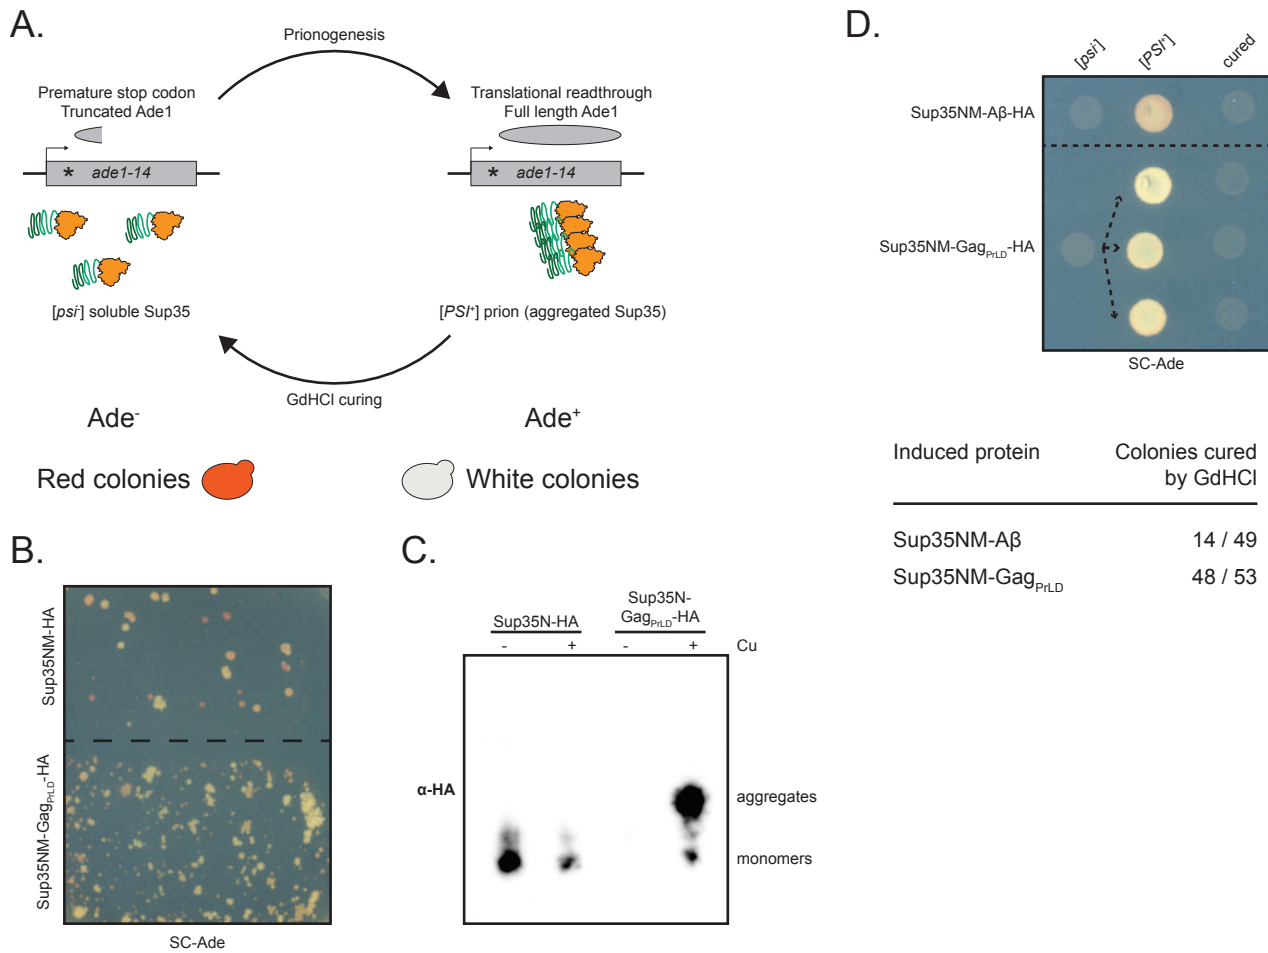 A.
Prionogenesis
Premature stop codon
Truncated Ade1
* ade1-14
[psi-] soluble Sup35
Translational readthrough
Full length Ade1
* ade1-14
[PSI+] prion (aggregated Sup35)
GdHCl curing
Ade-
Ade+
Red colonies
White colonies
B.
Sup35NM-HA
Sup35NM-GagPrLD-HA
SC-Ade
C.
Sup35N-HA
Sup35N-
GagPrLD-HA
- + - + Cu
α-HA
aggregates
monomers
D.
[psi-]
[PSI+]
cured
Sup35NM-Aβ-HA
Sup35NM-GagPrLD-HA
SC-Ade
Induced protein
Colonies cured
by GdHCl
Sup35NM-Aβ 14 / 49
Sup35NM-GagPrLD 48 / 53